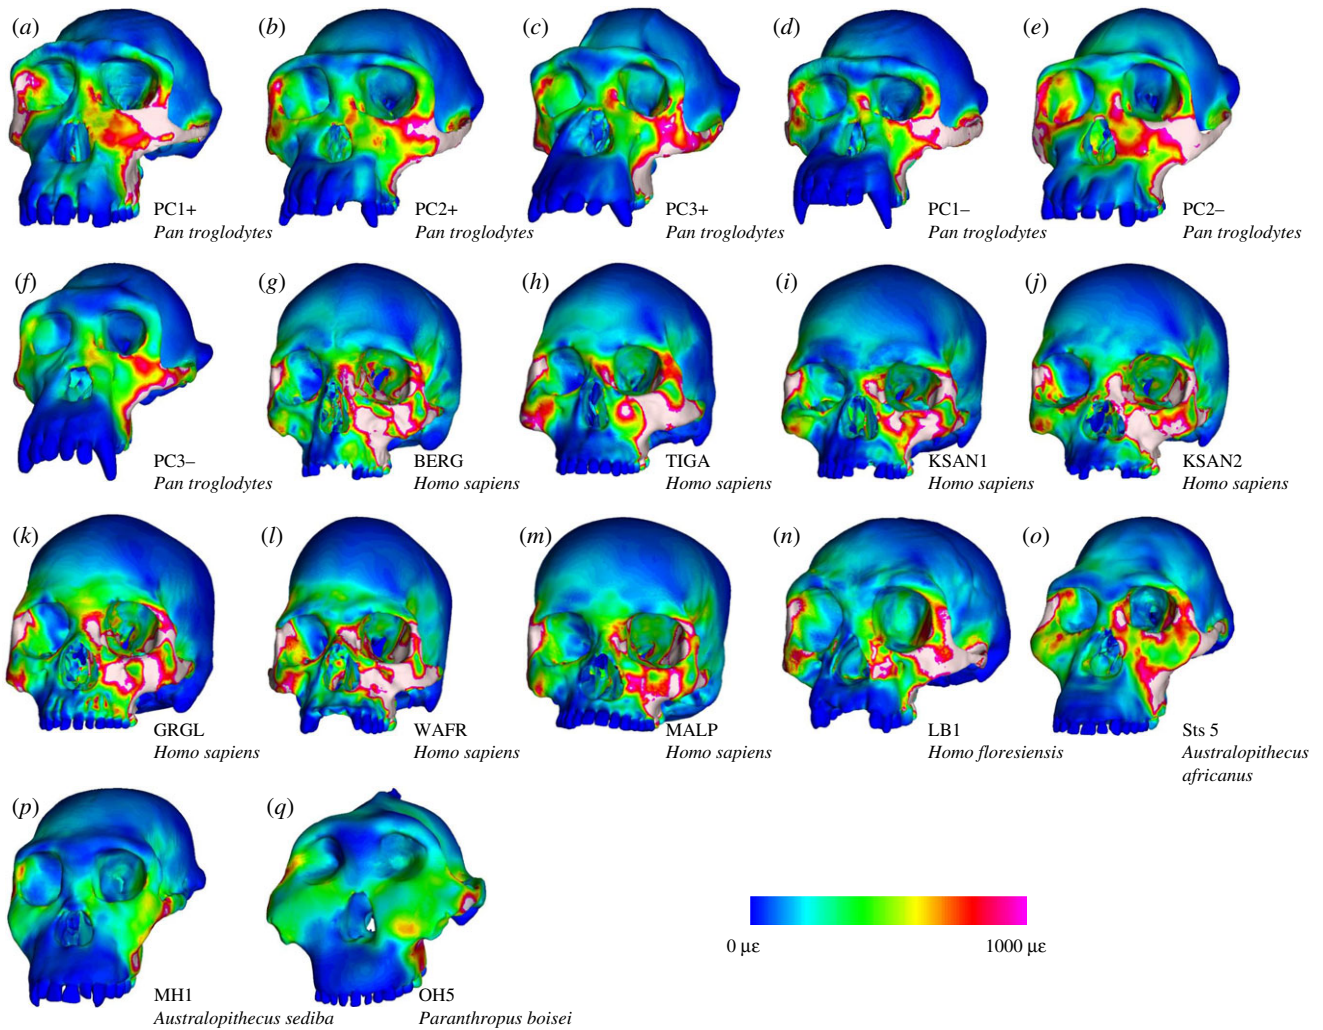 (a) (b) (c) (d) (e)
PC1+ PC2+ PC3+ PC1– PC2–
Pan troglodytes Pan troglodytes Pan troglodytes Pan troglodytes Pan troglodytes
(f) (g) (h) (i) (j)
PC3– BERG TIGA KSAN1 KSAN2
Pan troglodytes Homo sapiens Homo sapiens Homo sapiens Homo sapiens
(k) (l) (m) (n) (o)
GRGL WAFR MALP LB1 Sts 5
Homo sapiens Homo sapiens Homo sapiens Homo floresiensis Australopithecus
africanus
(p) (q)
0 με 1000 με
MH1 OH5
Australopithecus sediba Paranthropus boisei